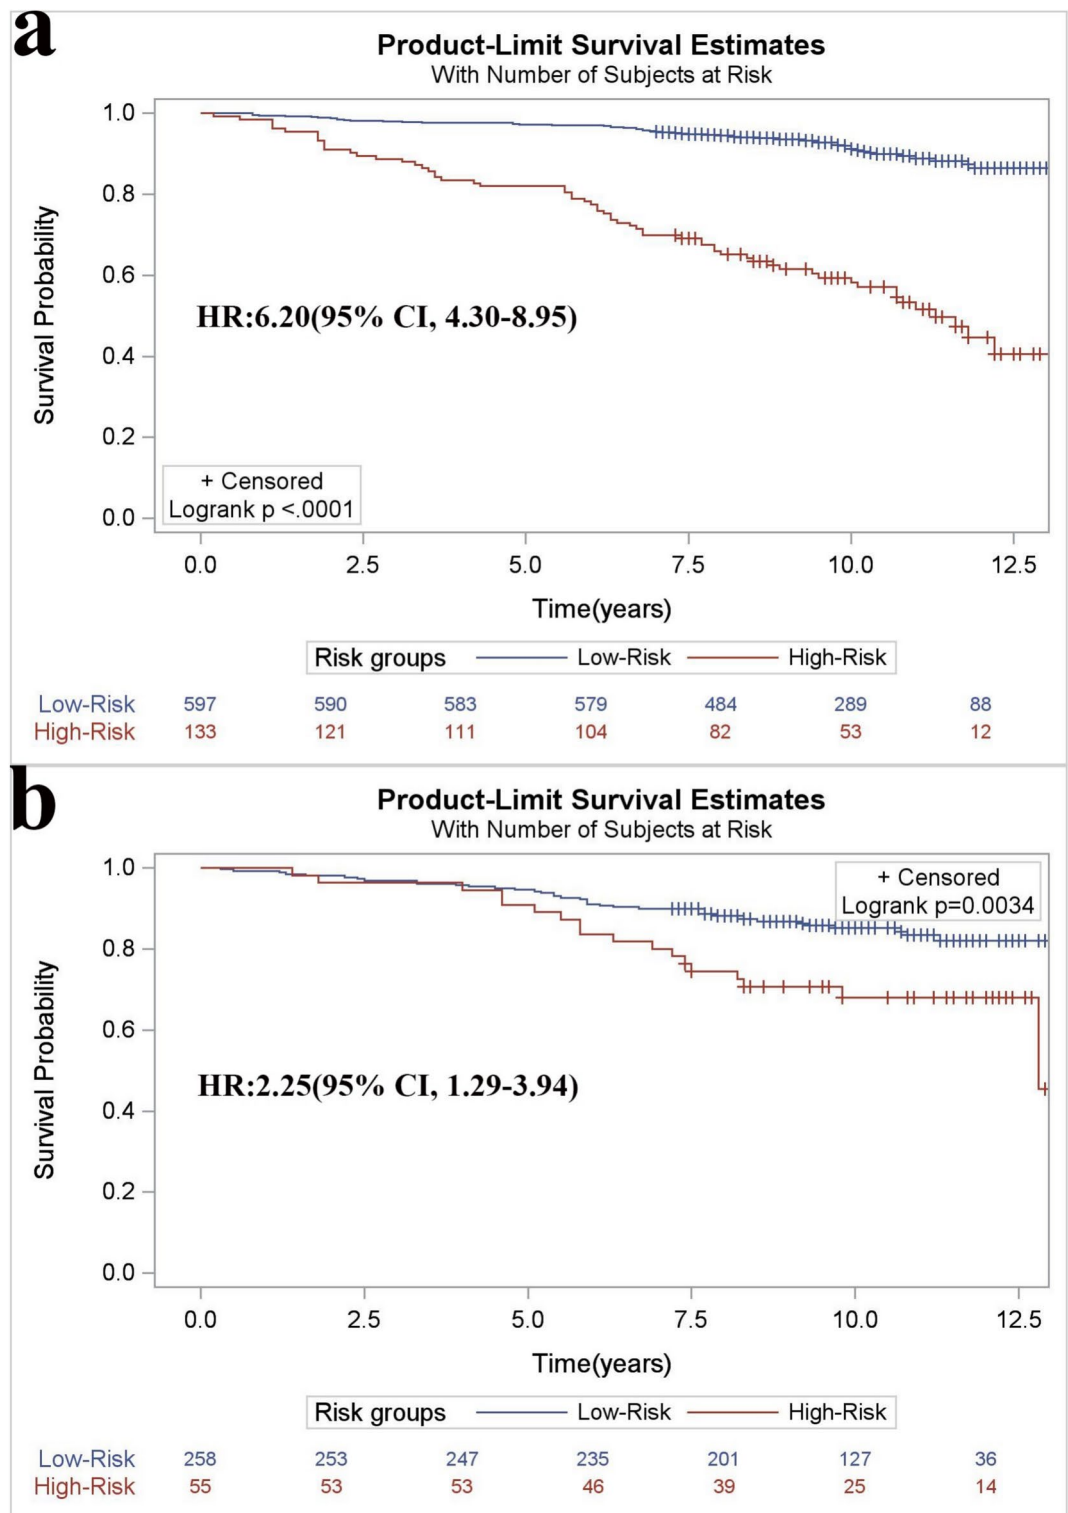 a
Product-Limit Survival Estimates
With Number of Subjects at Risk
1.0
0.8
0.6
0.4
0.2
0.0
Survival Probability
HR:6.20(95% CI, 4.30-8.95)
+ Censored
Logrank p <.0001
0.0 2.5 5.0 7.5 10.0 12.5
Time(years)
Risk groups Low-Risk High-Risk
Low-Risk 597 590 583 579 484 289 88
High-Risk 133 121 111 104 82 53 12
b
Product-Limit Survival Estimates
With Number of Subjects at Risk
+ Censored
Logrank p=0.0034
1.0
0.8
0.6
0.4
0.2
0.0
Survival Probability
HR:2.25(95% CI, 1.29-3.94)
0.0 2.5 5.0 7.5 10.0 12.5
Time(years)
Risk groups Low-Risk High-Risk
Low-Risk 258 253 247 235 201 127 36
High-Risk 55 53 53 46 39 25 14